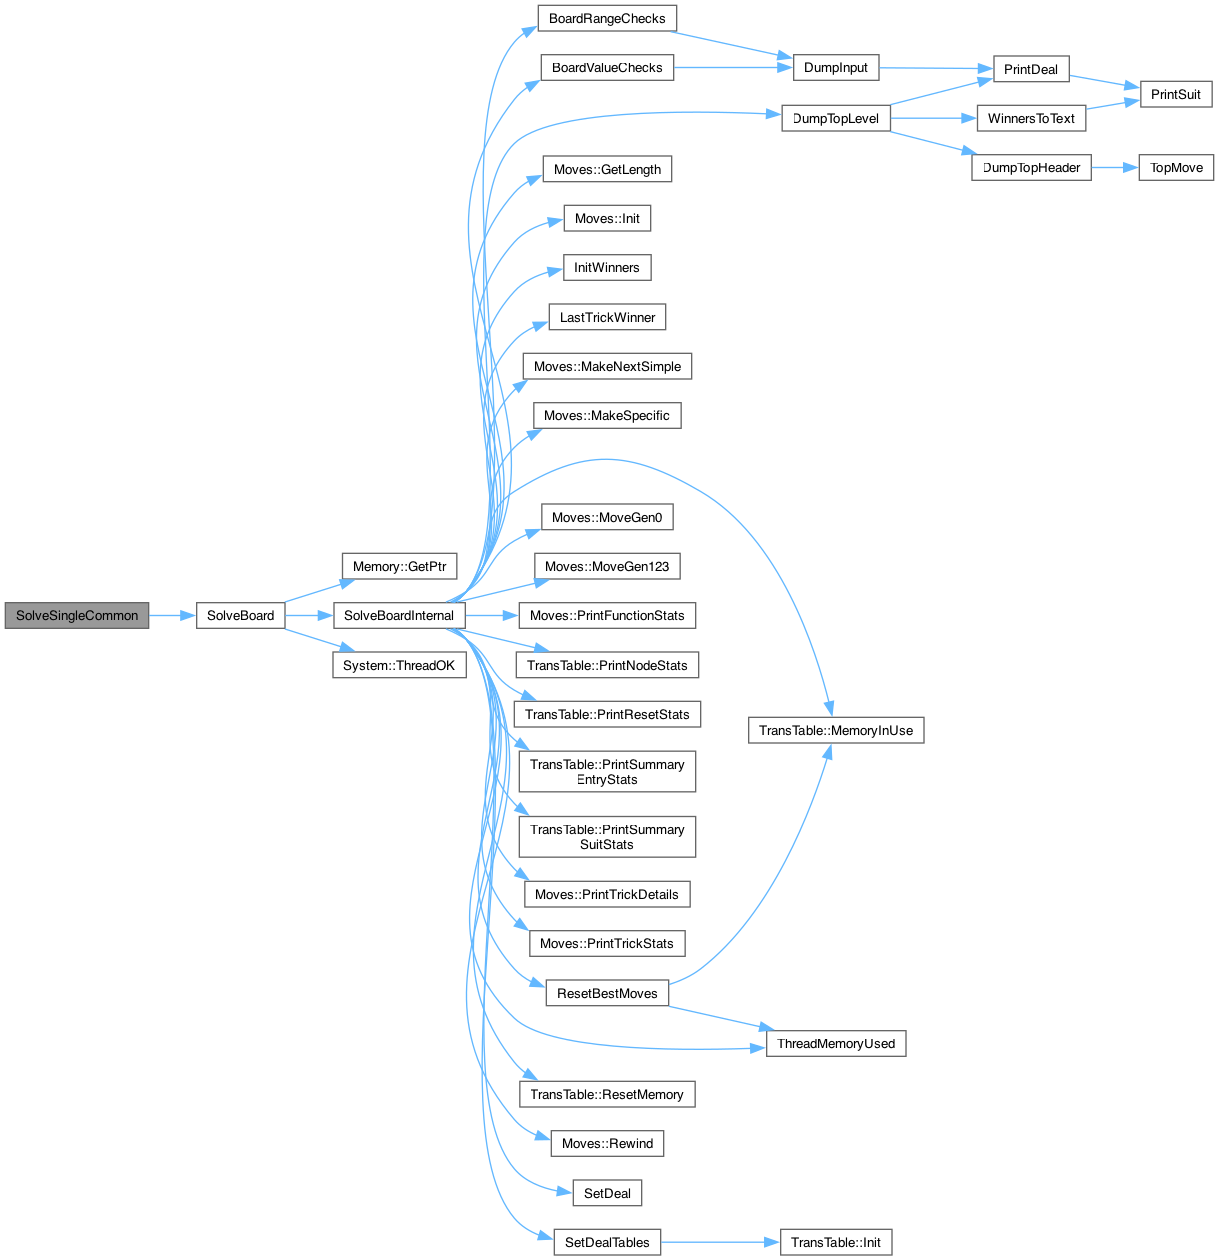 BoardRangeChecks
BoardValueChecks
DumpInput
PrintDeal
PrintSuit
DumpTopLevel
WinnersToText
DumpTopHeader
TopMove
Moves::GetLength
Moves::Init
InitWinners
LastTrickWinner
Moves::MakeNextSimple
Moves::MakeSpecific
Moves::MoveGen0
Memory::GetPtr
Moves::MoveGen123
SolveSingleCommon
SolveBoard
SolveBoardInternal
Moves::PrintFunctionStats
System::ThreadOK
TransTable::PrintNodeStats
TransTable::PrintResetStats
TransTable::MemoryInUse
TransTable::PrintSummary
EntryStats
TransTable::PrintSummary
SuitStats
Moves::PrintTrickDetails
Moves::PrintTrickStats
ResetBestMoves
ThreadMemoryUsed
TransTable::ResetMemory
Moves::Rewind
SetDeal
SetDealTables
TransTable::Init